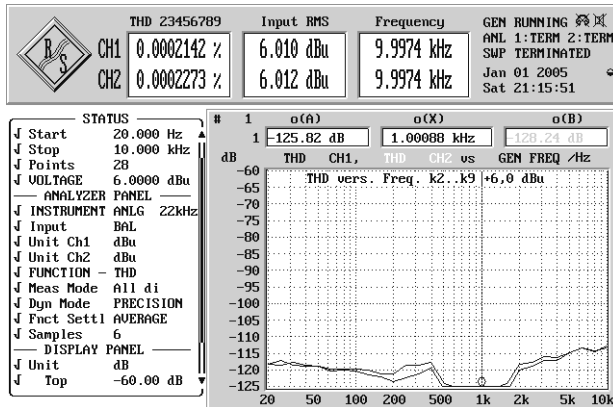 THD 23456789 Input RMS Frequency
R S CH1 0.0002142 % 6.010 dBu 9.9974 kHz
CH2 0.0002273 % 6.012 dBu 9.9974 kHz
GEN RUNNING
ANL 1:TERM 2:TERM
SWP TERMINATED
Jan 01 2005
Sat 21:15:51
STATUS
Start 20.000 Hz
Stop 10.000 kHz
Points 28
VOLTAGE 6.0000 dBu
ANALYZER PANEL
INSTRUMENT ANLG 22kHz
Input BAL
Unit Ch1 dBu
Unit Ch2 dBu
FUNCTION - THD
Meas Mode All di
Dyn Mode PRECISION
Fnct Settl AVERAGE
Samples 6
DISPLAY PANEL
Unit dB
Top -60.00 dB
# 1 o(A) o(X) o(B)
1 -125.82 dB 1.00088 kHz -128.24 dB
dB THD CH1, THD CH2 vs GEN FREQ /Hz
THD vers. Freq. k2..k9 +6,0 dBu
-60
-65
-70
-75
-80
-85
-90
-95
-100
-105
-110
-115
-120
-125
20 50 100 200 500 1k 2k 5k 10k